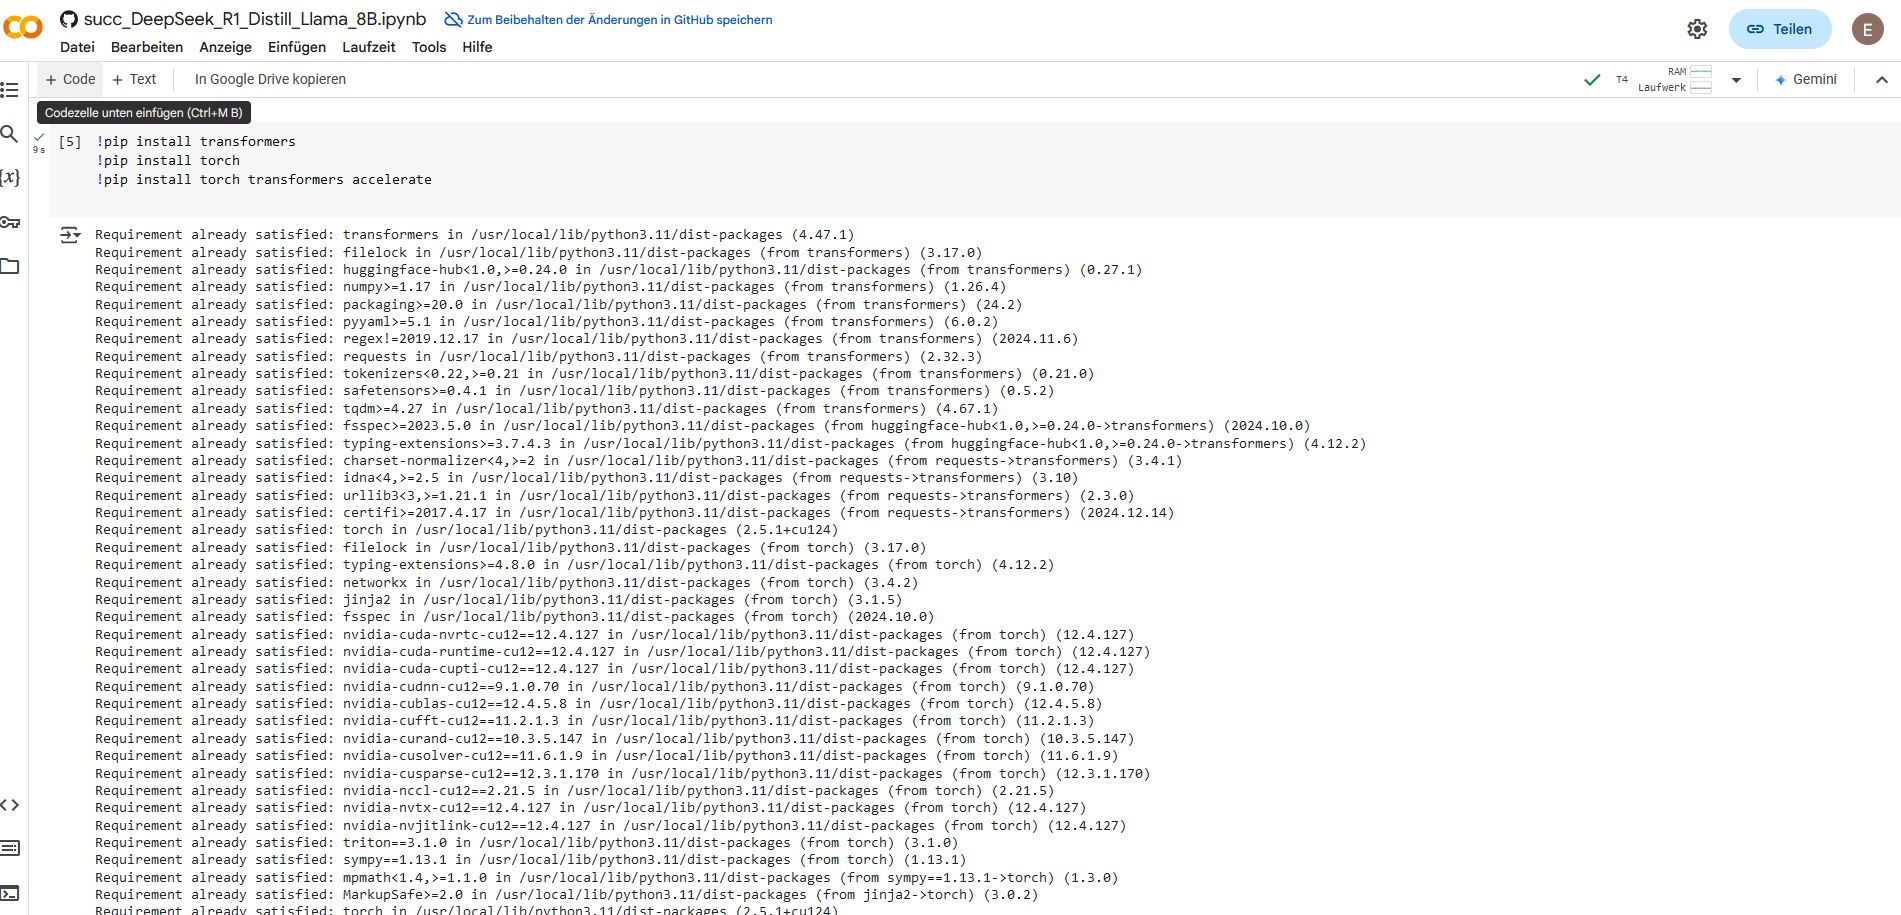 succ_DeepSeek_R1_Distill_Llama_8B.ipynb
Zum Beibehalten der Änderungen in GitHub speichern
Datei Bearbeiten Anzeige Einfügen Laufzeit Tools Hilfe
Teilen
E
+ Code + Text
In Google Drive kopieren
T4
RAM
Laufwerk
Gemini
Codezelle unten einfügen (Ctrl+M B)
9 s
[5] !pip install transformers
!pip install torch
!pip install torch transformers accelerate
{x}
Requirement already satisfied: transformers in /usr/local/lib/python3.11/dist-packages (4.47.1)
Requirement already satisfied: filelock in /usr/local/lib/python3.11/dist-packages (from transformers) (3.17.0)
Requirement already satisfied: huggingface-hub<1.0,>=0.24.0 in /usr/local/lib/python3.11/dist-packages (from transformers) (0.27.1)
Requirement already satisfied: numpy>=1.17 in /usr/local/lib/python3.11/dist-packages (from transformers) (1.26.4)
Requirement already satisfied: packaging>=20.0 in /usr/local/lib/python3.11/dist-packages (from transformers) (24.2)
Requirement already satisfied: pyyaml>=5.1 in /usr/local/lib/python3.11/dist-packages (from transformers) (6.0.2)
Requirement already satisfied: regex!=2019.12.17 in /usr/local/lib/python3.11/dist-packages (from transformers) (2024.11.6)
Requirement already satisfied: requests in /usr/local/lib/python3.11/dist-packages (from transformers) (2.32.3)
Requirement already satisfied: tokenizers<0.22,>=0.21 in /usr/local/lib/python3.11/dist-packages (from transformers) (0.21.0)
Requirement already satisfied: safetensors>=0.4.1 in /usr/local/lib/python3.11/dist-packages (from transformers) (0.5.2)
Requirement already satisfied: tqdm>=4.27 in /usr/local/lib/python3.11/dist-packages (from transformers) (4.67.1)
Requirement already satisfied: fsspec>=2023.5.0 in /usr/local/lib/python3.11/dist-packages (from huggingface-hub<1.0,>=0.24.0->transformers) (2024.10.0)
Requirement already satisfied: typing-extensions>=3.7.4.3 in /usr/local/lib/python3.11/dist-packages (from huggingface-hub<1.0,>=0.24.0->transformers) (4.12.2)
Requirement already satisfied: charset-normalizer<4,>=2 in /usr/local/lib/python3.11/dist-packages (from requests->transformers) (3.4.1)
Requirement already satisfied: idna<4,>=2.5 in /usr/local/lib/python3.11/dist-packages (from requests->transformers) (3.10)
Requirement already satisfied: urllib3<3,>=1.21.1 in /usr/local/lib/python3.11/dist-packages (from requests->transformers) (2.3.0)
Requirement already satisfied: certifi>=2017.4.17 in /usr/local/lib/python3.11/dist-packages (from requests->transformers) (2024.12.14)
Requirement already satisfied: torch in /usr/local/lib/python3.11/dist-packages (2.5.1+cu124)
Requirement already satisfied: filelock in /usr/local/lib/python3.11/dist-packages (from torch) (3.17.0)
Requirement already satisfied: typing-extensions>=4.8.0 in /usr/local/lib/python3.11/dist-packages (from torch) (4.12.2)
Requirement already satisfied: networkx in /usr/local/lib/python3.11/dist-packages (from torch) (3.4.2)
Requirement already satisfied: jinja2 in /usr/local/lib/python3.11/dist-packages (from torch) (3.1.5)
Requirement already satisfied: fsspec in /usr/local/lib/python3.11/dist-packages (from torch) (2024.10.0)
Requirement already satisfied: nvidia-cuda-nvrtc-cu12==12.4.127 in /usr/local/lib/python3.11/dist-packages (from torch) (12.4.127)
Requirement already satisfied: nvidia-cuda-runtime-cu12==12.4.127 in /usr/local/lib/python3.11/dist-packages (from torch) (12.4.127)
Requirement already satisfied: nvidia-cuda-cupti-cu12==12.4.127 in /usr/local/lib/python3.11/dist-packages (from torch) (12.4.127)
Requirement already satisfied: nvidia-cudnn-cu12==9.1.0.70 in /usr/local/lib/python3.11/dist-packages (from torch) (9.1.0.70)
Requirement already satisfied: nvidia-cublas-cu12==12.4.5.8 in /usr/local/lib/python3.11/dist-packages (from torch) (12.4.5.8)
Requirement already satisfied: nvidia-cufft-cu12==11.2.1.3 in /usr/local/lib/python3.11/dist-packages (from torch) (11.2.1.3)
Requirement already satisfied: nvidia-curand-cu12==10.3.5.147 in /usr/local/lib/python3.11/dist-packages (from torch) (10.3.5.147)
Requirement already satisfied: nvidia-cusolver-cu12==11.6.1.9 in /usr/local/lib/python3.11/dist-packages (from torch) (11.6.1.9)
Requirement already satisfied: nvidia-cusparse-cu12==12.3.1.170 in /usr/local/lib/python3.11/dist-packages (from torch) (12.3.1.170)
Requirement already satisfied: nvidia-nccl-cu12==2.21.5 in /usr/local/lib/python3.11/dist-packages (from torch) (2.21.5)
Requirement already satisfied: nvidia-nvtx-cu12==12.4.127 in /usr/local/lib/python3.11/dist-packages (from torch) (12.4.127)
Requirement already satisfied: nvidia-nvjitlink-cu12==12.4.127 in /usr/local/lib/python3.11/dist-packages (from torch) (12.4.127)
Requirement already satisfied: triton==3.1.0 in /usr/local/lib/python3.11/dist-packages (from torch) (3.1.0)
Requirement already satisfied: sympy==1.13.1 in /usr/local/lib/python3.11/dist-packages (from torch) (1.13.1)
Requirement already satisfied: mpmath<1.4,>=1.1.0 in /usr/local/lib/python3.11/dist-packages (from sympy==1.13.1->torch) (1.3.0)
Requirement already satisfied: MarkupSafe>=2.0 in /usr/local/lib/python3.11/dist-packages (from jinja2->torch) (3.0.2)
Requirement already satisfied: torch in /usr/local/lib/python3.11/dist-packages (2.5.1+cu124)